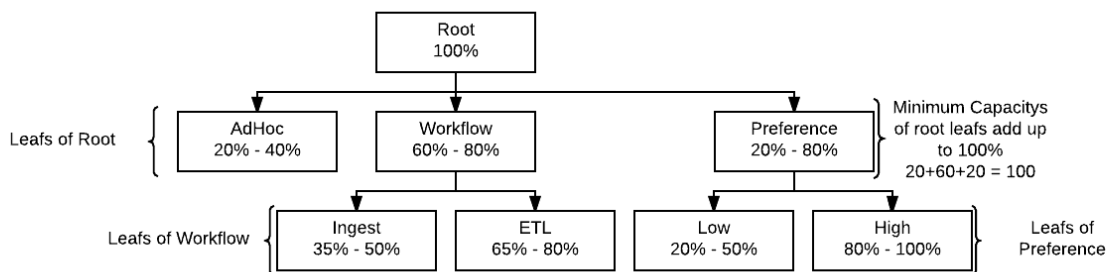 Root
100%
Leafs of Root
AdHoc
20% - 40%
Workflow
60% - 80%
Preference
20% - 80%
Minimum Capacitys
of root leafs add up
to 100%
20+60+20 = 100
Leafs of Workflow
Ingest
35% - 50%
ETL
65% - 80%
Low
20% - 50%
High
80% - 100%
Leafs of
Preference